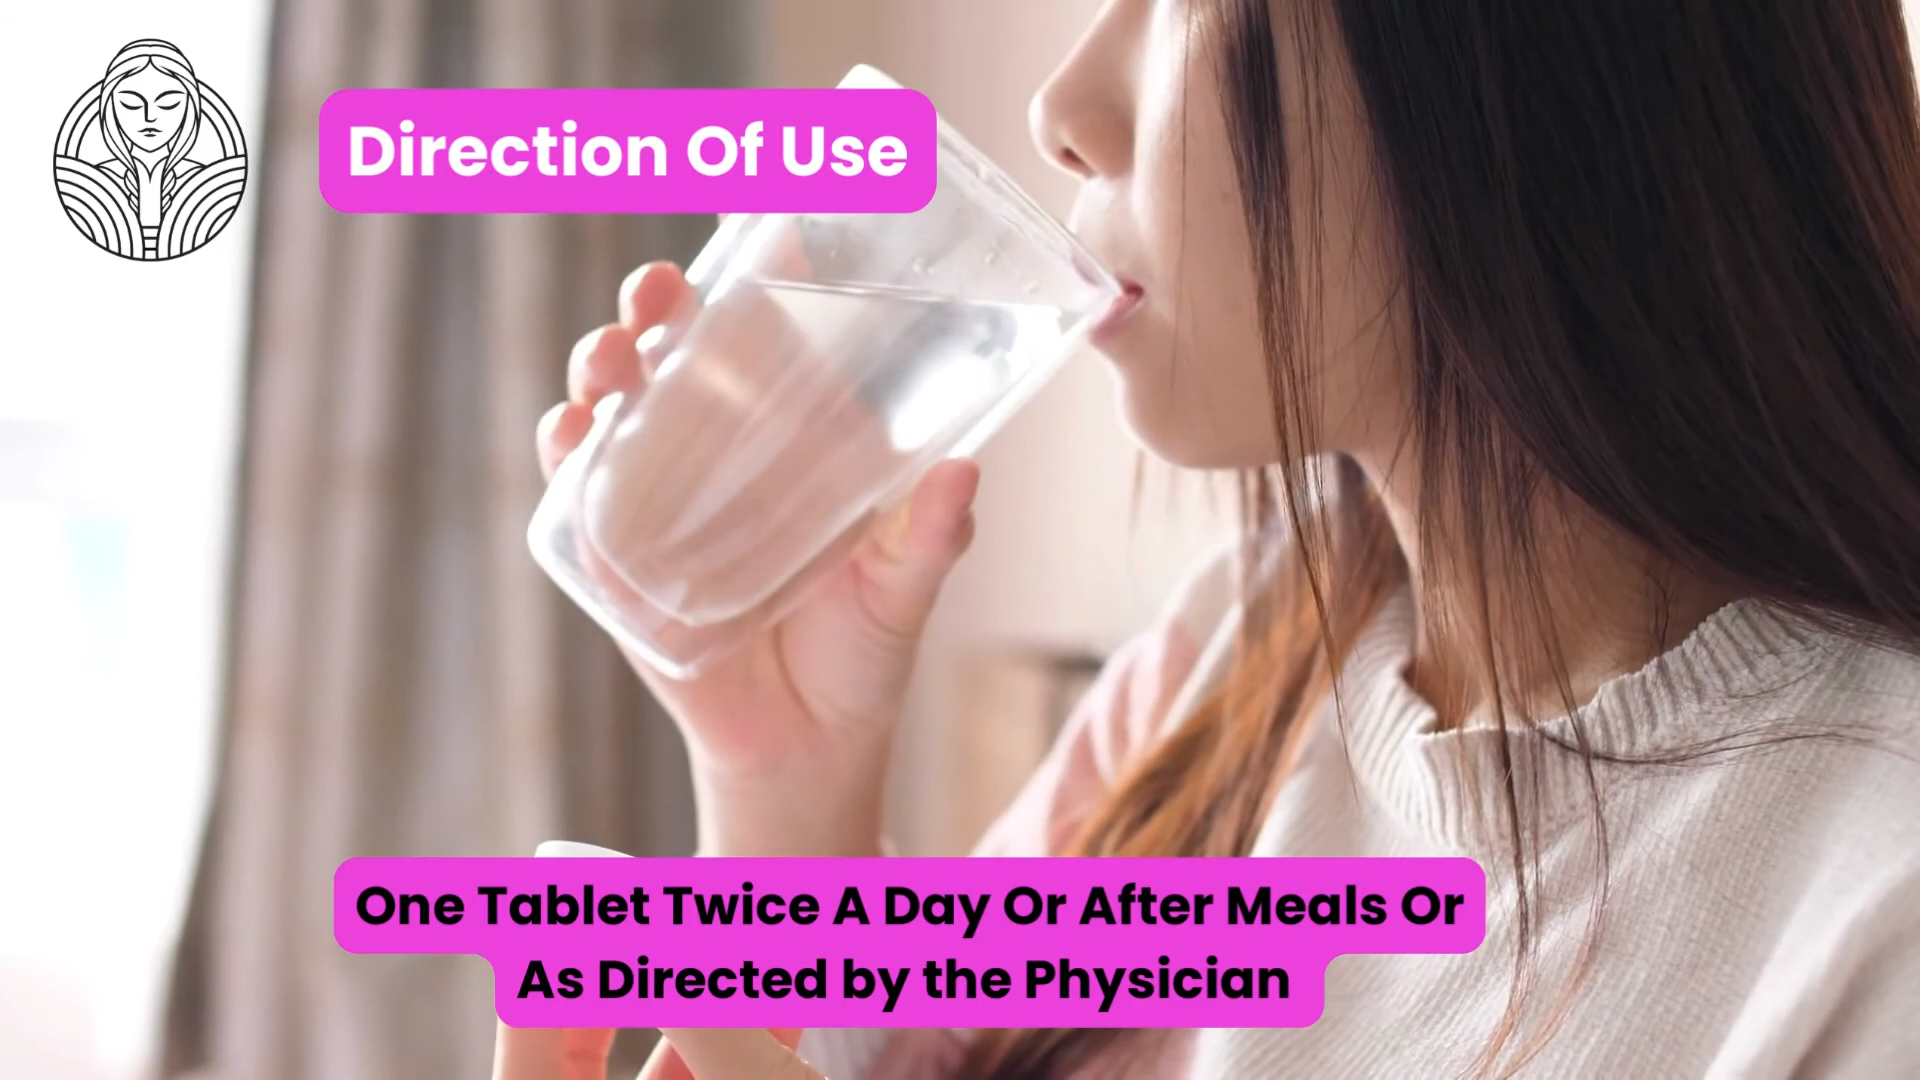 Direction Of Use
One Tablet Twice A Day Or After Meals Or
As Directed by the Physician